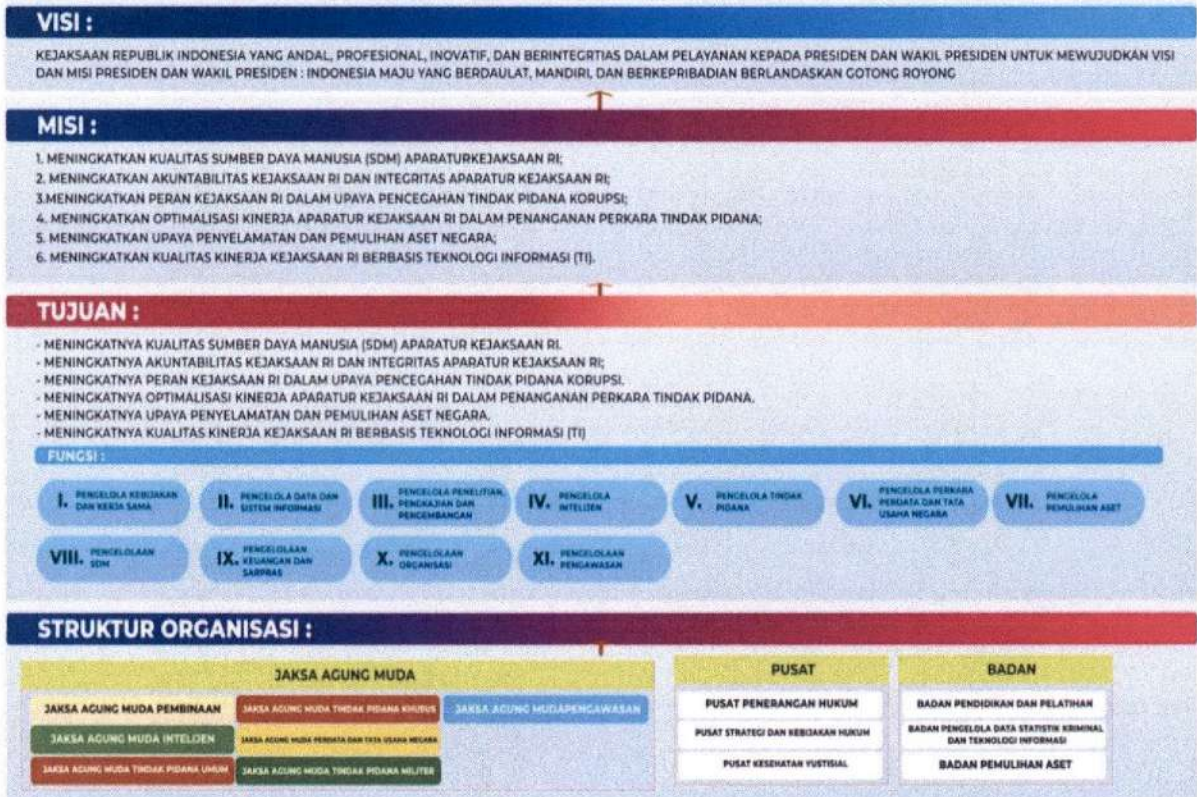 VISI :
KEJAKSAAN REPUBLIK INDONESIA YANG ANDAL, PROFESIONAL, INOVATIF, DAN BERINTEGRTIAS DALAM PELAYANAN KEPADA PRESIDEN DAN WAKIL PRESIDEN UNTUK MEWUJUDKAN VISI
DAN MISI PRESIDEN DAN WAKIL PRESIDEN : INDONESIA MAJU YANG BERDAULAT, MANDIRI, DAN BERKEPRIBADIAN BERLANDASKAN GOTONG ROYONG
MISI :
1. MENINGKATKAN KUALITAS SUMBER DAYA MANUSIA (SDM) APARATURKEJAKSAAN RI;
2. MENINGKATKAN AKUNTABILITAS KEJAKSAAN RI DAN INTEGRITAS APARATUR KEJAKSAAN RI;
3.MENINGKATKAN PERAN KEJAKSAAN RI DALAM UPAYA PENCEGAHAN TINDAK PIDANA KORUPSI;
4. MENINGKATKAN OPTIMALISASI KINERJA APARATUR KEJAKSAAN RI DALAM PENANGANAN PERKARA TINDAK PIDANA;
5. MENINGKATKAN UPAYA PENYELAMATAN DAN PEMULIHAN ASET NEGARA;
6. MENINGKATKAN KUALITAS KINERJA KEJAKSAAN RI BERBASIS TEKNOLOGI INFORMASI (TI).
TUJUAN :
- MENINGKATNYA KUALITAS SUMBER DAYA MANUSIA (SDM) APARATUR KEJAKSAAN RI.
- MENINGKATNYA AKUNTABILITAS KEJAKSAAN RI DAN INTEGRITAS APARATUR KEJAKSAAN RI;
- MENINGKATNYA PERAN KEJAKSAAN RI DALAM UPAYA PENCEGAHAN TINDAK PIDANA KORUPSI.
- MENINGKATNYA OPTIMALISASI KINERJA APARATUR KEJAKSAAN RI DALAM PENANGANAN PERKARA TINDAK PIDANA.
- MENINGKATNYA UPAYA PENYELAMATAN DAN PEMULIHAN ASET NEGARA.
- MENINGKATNYA KUALITAS KINERJA KEJAKSAAN RI BERBASIS TEKNOLOGI INFORMASI (TI)
FUNGSI :
I. PENGELOLA KEBIJAKAN
DAN KERJA SAMA
II. PENGELOLA DATA DAN
SISTEM INFORMASI
III. PENGELOLA PENELITIAN,
PENGKAJIAN DAN
PENGEMBANGAN
IV. PENGELOLA
INTELIJEN
V. PENGELOLA TINDAK
PIDANA
VI. PENGELOLA PERKARA
PERDATA DAN TATA
USAHA NEGARA
VII. PENGELOLA
PEMULIHAN ASET
VIII. PENGELOLAAN
SDM
IX. PENGELOLAAN
KEUANGAN DAN
SARPRAS
X. PENGELOLAAN
ORGANISASI
XI. PENGELOLAAN
PENGAWASAN
STRUKTUR ORGANISASI :
JAKSA AGUNG MUDA
JAKSA AGUNG MUDA PEMBINAAN
JAKSA AGUNG MUDA TINDAK PIDANA KHUSUS
JAKSA AGUNG MUDAPENGAWASAN
JAKSA AGUNG MUDA INTELIJEN
JAKSA AGUNG MUDA PERDATA DAN TATA USAHA NEGARA
JAKSA AGUNG MUDA TINDAK PIDANA UMUM
JAKSA AGUNG MUDA TINDAK PIDANA MILITER
PUSAT
PUSAT PENERANGAN HUKUM
PUSAT STRATEGI DAN KEBIJAKAN HUKUM
PUSAT KESEHATAN YUSTISIAL
BADAN
BADAN PENDIDIKAN DAN PELATIHAN
BADAN PENGELOLA DATA STATISTIK KRIMINAL
DAN TEKNOLOGI INFORMASI
BADAN PEMULIHAN ASET